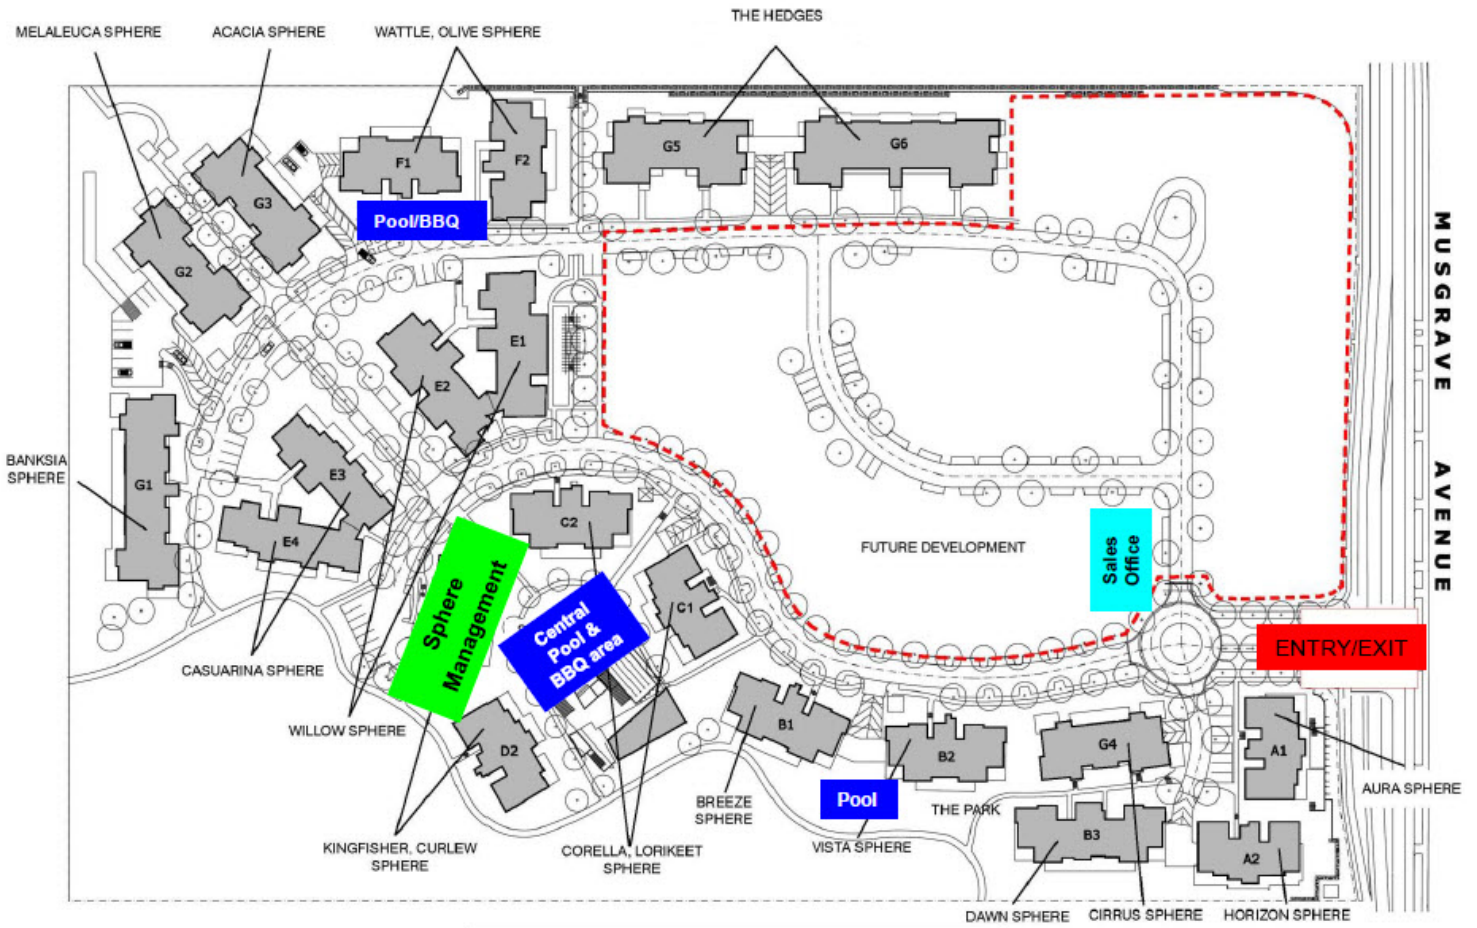 THE HEDGES
MELALEUCA SPHERE
ACACIA SPHERE
WATTLE, OLIVE SPHERE
G5
G6
F1
F2
G3
Pool/BBQ
G2
E1
E2
MUSGRAVE AVENUE
BANKSIA
SPHERE
G1
E3
E4
C2
FUTURE DEVELOPMENT
Sales
Office
Sphere
Management
Central
Pool &
BBQ area
C1
ENTRY/EXIT
CASUARINA SPHERE
WILLOW SPHERE
D2
B1
B2
G4
A1
AURA SPHERE
Pool
THE PARK
BREEZE
SPHERE
VISTA SPHERE
B3
A2
KINGFISHER, CURLEW
SPHERE
CORELLA, LORIKEET
SPHERE
DAWN SPHERE
CIRRUS SPHERE
HORIZON SPHERE